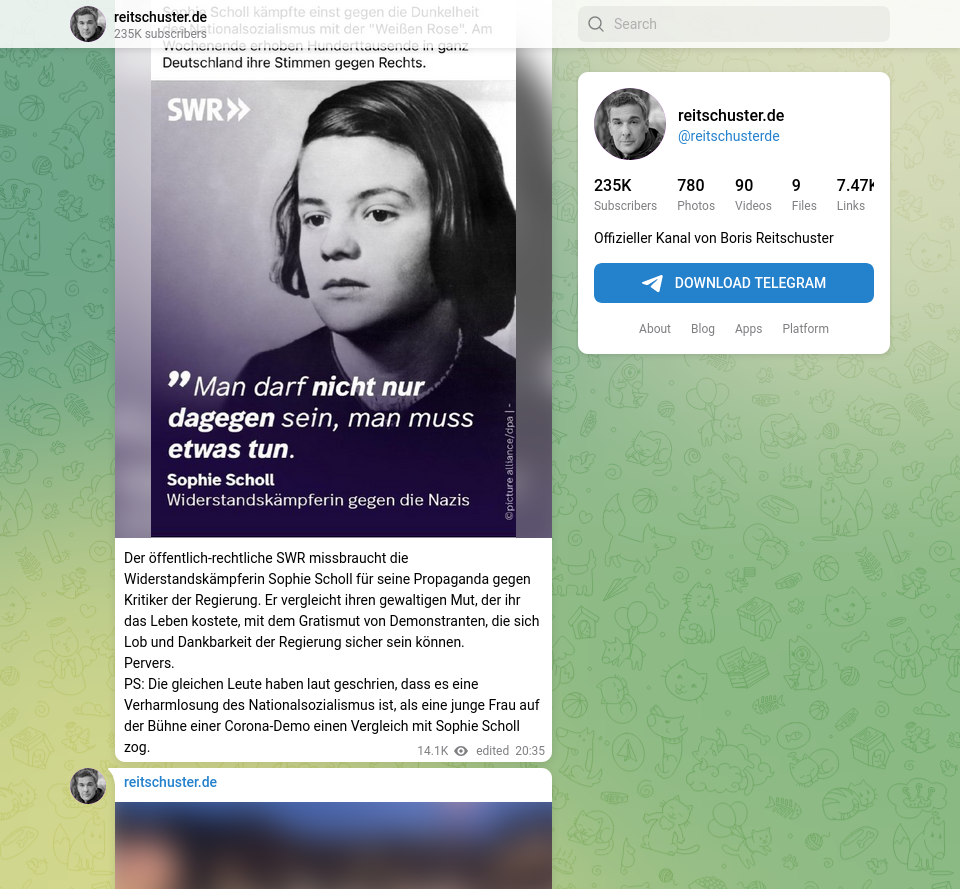 reitschuster.de
235K subscribers
Search
Sophie Scholl kämpfte einst gegen die Dunkelheit
des Nationalsozialismus mit der "Weißen Rose". Am
Wochenende erhoben Hunderttausende in ganz
Deutschland ihre Stimmen gegen Rechts.
SWR»
„Man darf nicht nur
dagegen sein, man muss
etwas tun.
Sophie Scholl
Widerstandskämpferin gegen die Nazis
©picture alliance/dpa | -
Der öffentlich-rechtliche SWR missbraucht die
Widerstandskämpferin Sophie Scholl für seine Propaganda gegen
Kritiker der Regierung. Er vergleicht ihren gewaltigen Mut, der ihr
das Leben kostete, mit dem Gratismut von Demonstranten, die sich
Lob und Dankbarkeit der Regierung sicher sein können.
Pervers.
PS: Die gleichen Leute haben laut geschrien, dass es eine
Verharmlosung des Nationalsozialismus ist, als eine junge Frau auf
der Bühne einer Corona-Demo einen Vergleich mit Sophie Scholl
zog.
14.1K edited 20:35
reitschuster.de
reitschuster.de
@reitschusterde
235K 780 90 9 7.47K
Subscribers Photos Videos Files Links
Offizieller Kanal von Boris Reitschuster
DOWNLOAD TELEGRAM
About Blog Apps Platform